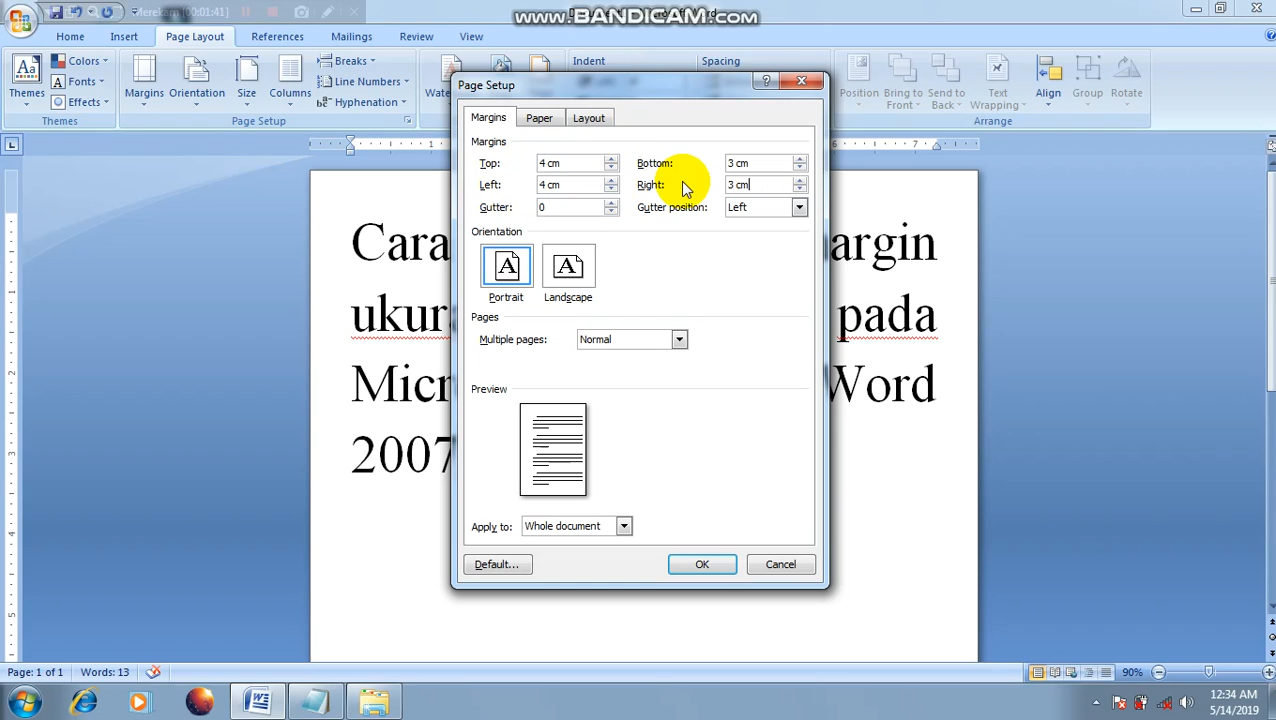 www.BANDICAM.com
Merekam [00:01:41]
Home Insert Page Layout References Mailings Review View
Themes
Colors
Fonts
Effects
Themes
Margins
Orientation
Size
Columns
Breaks
Line Numbers
Hyphenation
Page Setup
Indent
Spacing
Position
Bring to Front
Send to Back
Text Wrapping
Align
Group
Rotate
Arrange
Page Setup
Margins Paper Layout
Margins
Top: 4 cm Bottom: 3 cm
Left: 4 cm Right: 3 cm
Gutter: 0 Gutter position: Left
Orientation
Portrait Landscape
Pages
Multiple pages: Normal
Preview
Apply to: Whole document
Default... OK Cancel
Cara argin
ukur pada
Micr Word
2007
Page: 1 of 1 Words: 13 90%
12:34 AM
5/14/2019